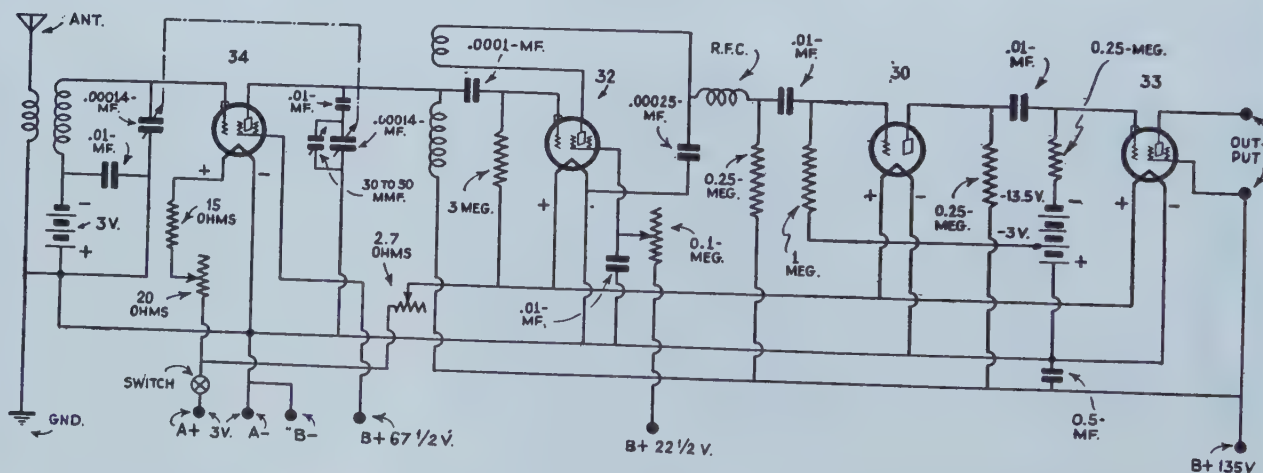 ANT.
34
.00014-
MF.
.01-
MF.
-
3V.
+
+
-
15
OHMS
20
OHMS
SWITCH
GND.
A+
3V.
A-
"B-
B+ 67 1/2 V.
.01-
MF.
.00014-
MF.
30 TO 50
MMF.
2.7
OHMS
.0001-MF.
3 MEG.
32
+
-
.01-
MF.
.00025-
MF.
0.1-
MEG.
B+ 22 1/2 V.
R.F.C.
0.25-
MEG.
.01-
MF.
1
MEG.
30
+
-
0.25-
MEG.
.01-
MF.
0.25-MEG.
-13.5V.
-3V.
-
+
33
+
-
OUT-
PUT
0.5-
MF.
B+ 135V